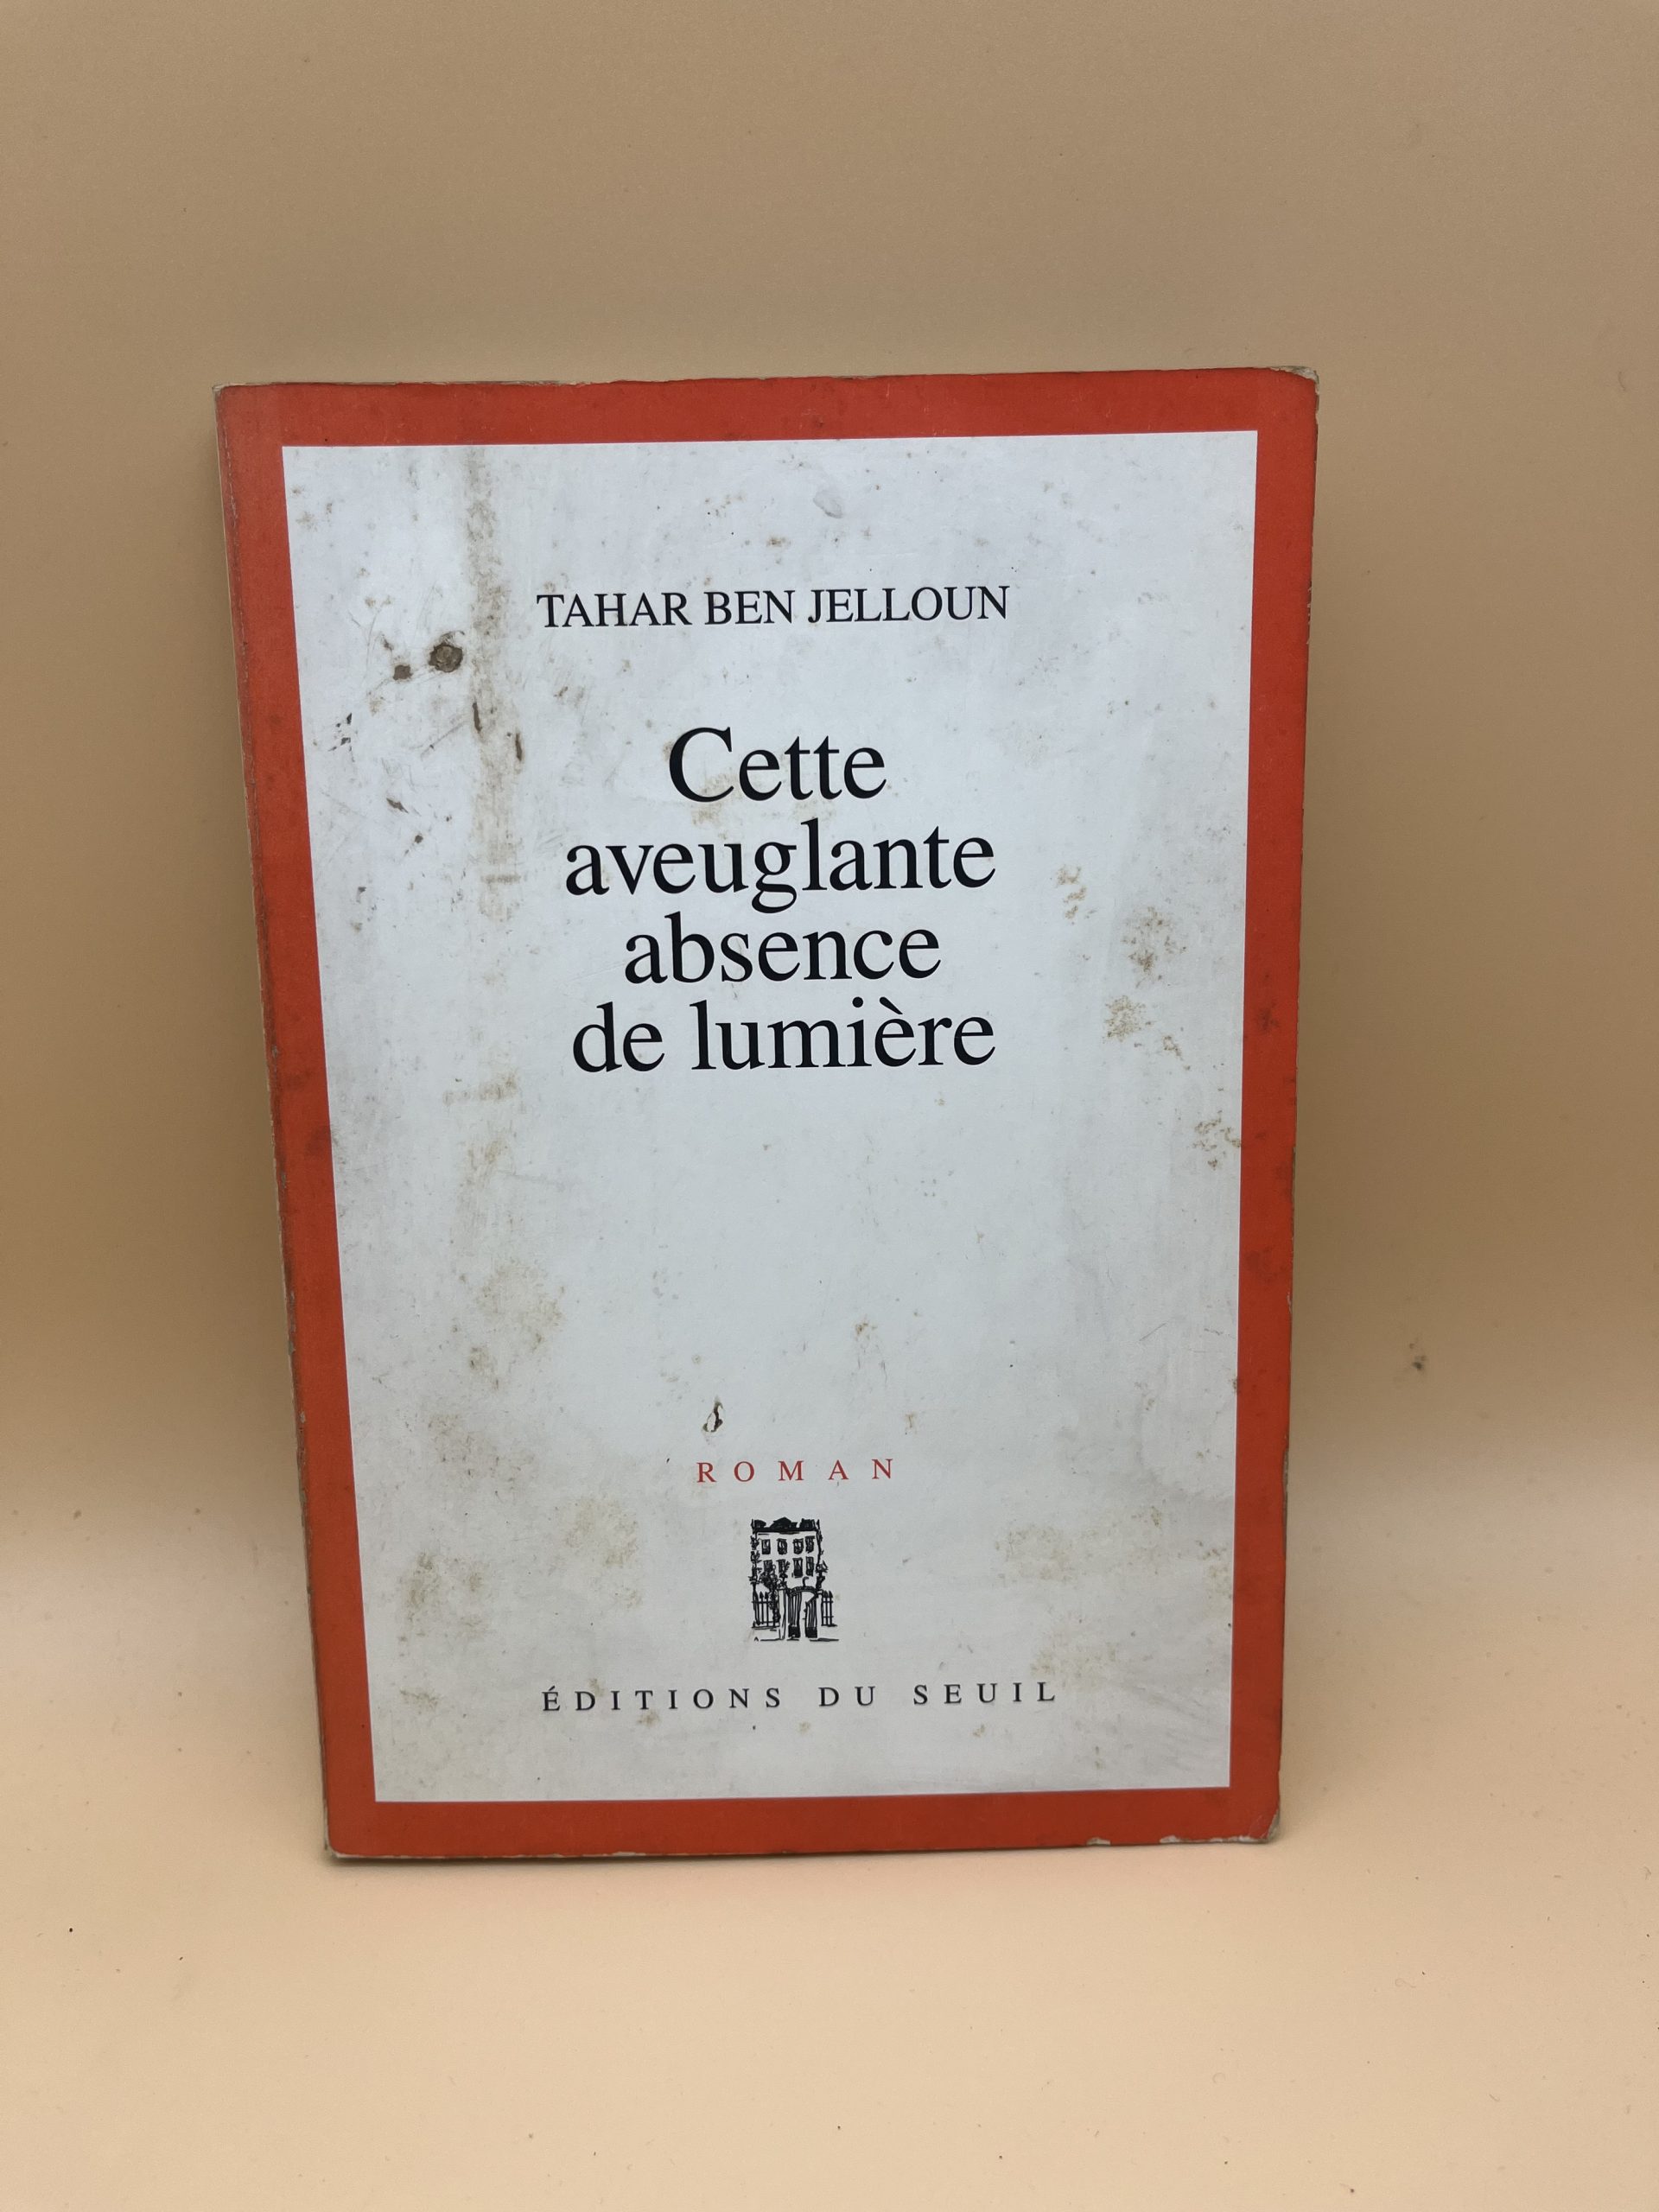 TAHAR BEN JELLOUN
Cette
aveuglante
absence
de lumière
ROMAN
ÉDITIONS DU SEUIL